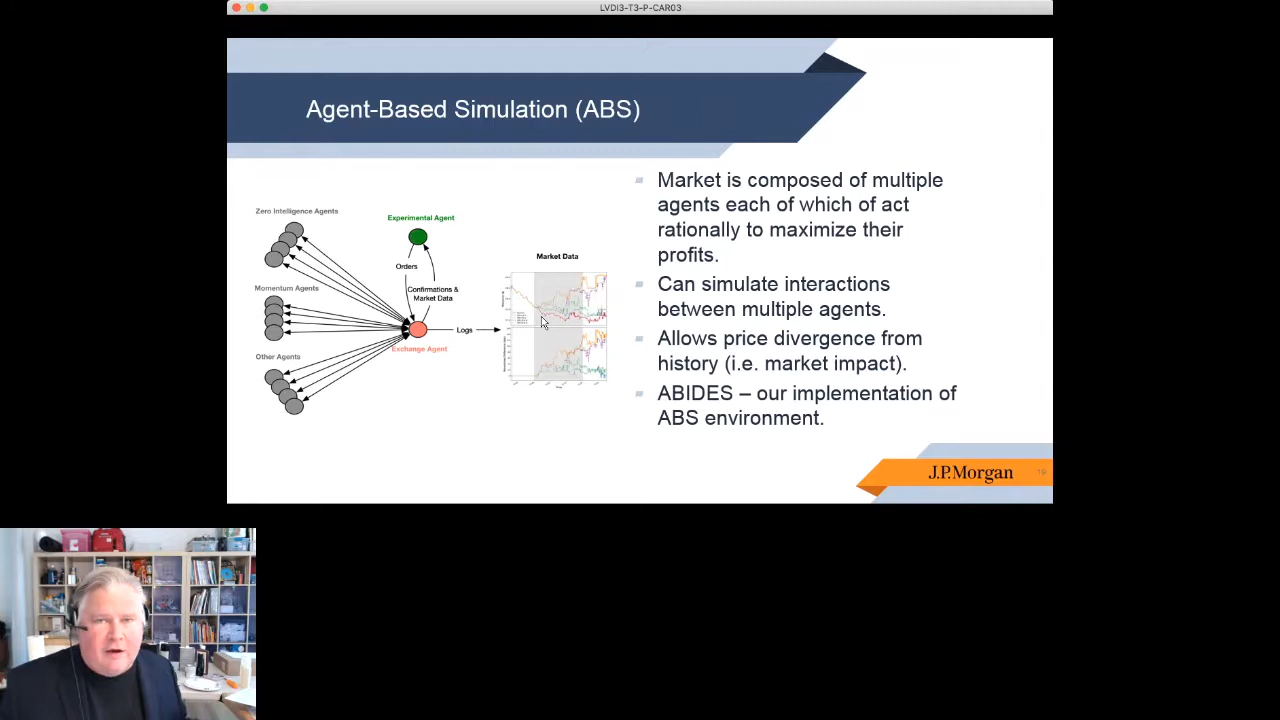 LVDI3-T3-P-CAR03
Agent-Based Simulation (ABS)
Zero Intelligence Agents
Momentum Agents
Other Agents
Experimental Agent
Orders
Confirmations &
Market Data
Exchange Agent
Logs
Market Data
Market is composed of multiple
agents each of which of act
rationally to maximize their
profits.
Can simulate interactions
between multiple agents.
Allows price divergence from
history (i.e. market impact).
ABIDES – our implementation of
ABS environment.
J.P.Morgan
19